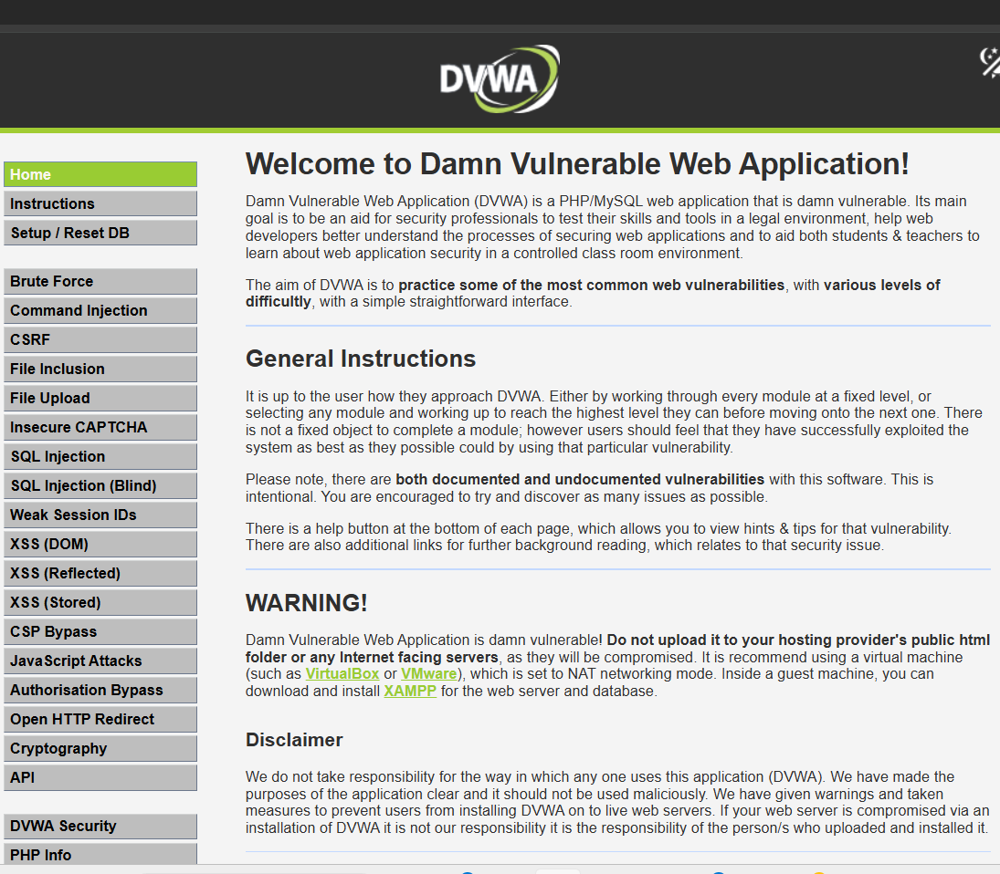 DVWA
Home
Instructions
Setup / Reset DB
Brute Force
Command Injection
CSRF
File Inclusion
File Upload
Insecure CAPTCHA
SQL Injection
SQL Injection (Blind)
Weak Session IDs
XSS (DOM)
XSS (Reflected)
XSS (Stored)
CSP Bypass
JavaScript Attacks
Authorisation Bypass
Open HTTP Redirect
Cryptography
API
DVWA Security
PHP Info
Welcome to Damn Vulnerable Web Application!
Damn Vulnerable Web Application (DVWA) is a PHP/MySQL web application that is damn vulnerable. Its main
goal is to be an aid for security professionals to test their skills and tools in a legal environment, help web
developers better understand the processes of securing web applications and to aid both students & teachers to
learn about web application security in a controlled class room environment.
The aim of DVWA is to practice some of the most common web vulnerabilities, with various levels of
difficultly, with a simple straightforward interface.
General Instructions
It is up to the user how they approach DVWA. Either by working through every module at a fixed level, or
selecting any module and working up to reach the highest level they can before moving onto the next one. There
is not a fixed object to complete a module; however users should feel that they have successfully exploited the
system as best as they possible could by using that particular vulnerability.
Please note, there are both documented and undocumented vulnerabilities with this software. This is
intentional. You are encouraged to try and discover as many issues as possible.
There is a help button at the bottom of each page, which allows you to view hints & tips for that vulnerability.
There are also additional links for further background reading, which relates to that security issue.
WARNING!
Damn Vulnerable Web Application is damn vulnerable! Do not upload it to your hosting provider's public html
folder or any Internet facing servers, as they will be compromised. It is recommend using a virtual machine
(such as VirtualBox or VMware), which is set to NAT networking mode. Inside a guest machine, you can
download and install XAMPP for the web server and database.
Disclaimer
We do not take responsibility for the way in which any one uses this application (DVWA). We have made the
purposes of the application clear and it should not be used maliciously. We have given warnings and taken
measures to prevent users from installing DVWA on to live web servers. If your web server is compromised via an
installation of DVWA it is not our responsibility it is the responsibility of the person/s who uploaded and installed it.